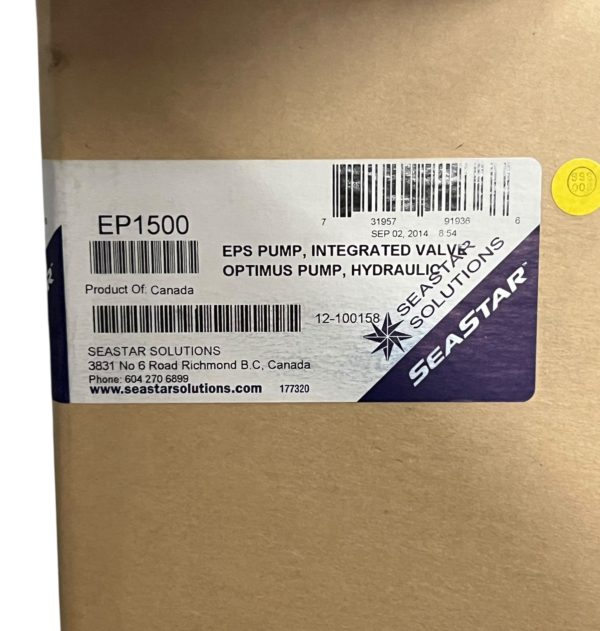 EP1500
7 31957 91936 6
SEP 02, 2014 8:54
EPS PUMP, INTEGRATED VALVE
OPTIMUS PUMP, HYDRAULIC
Product Of: Canada
12-100158
SEASTAR SOLUTIONS
3831 No 6 Road Richmond B.C, Canada
Phone: 604 270 6899
www.seastarsolutions.com 177320
SEASTAR
SOLUTIONS
SEASTAR™